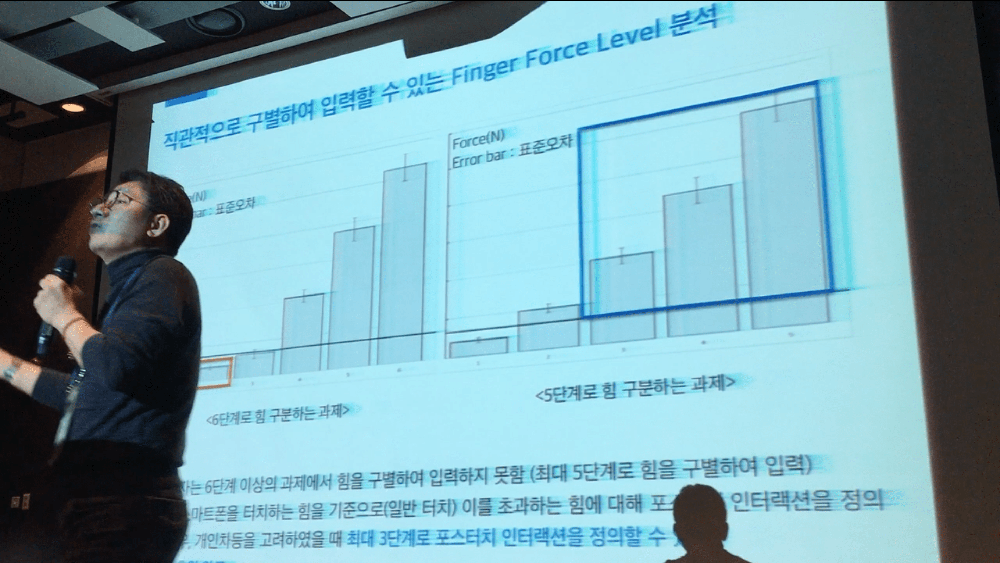 직관적으로 구별하여 입력할 수 있는 Finger Force Level 분석
(N)
bar : 표준오차
Force(N)
Error bar : 표준오차
<6단계로 힘 구분하는 과제>
<5단계로 힘 구분하는 과제>
6단계 이상의 과제에서 힘을 구별하여 입력하지 못함 (최대 5단계로 힘을 구별하여 입력)
마트폰을 터치하는 힘을 기준으로(일반 터치) 이를 초과하는 힘에 대해 인터랙션을 정의
개인차등을 고려하였을 때 최대 3단계로 포스터치 인터랙션을 정의할 수